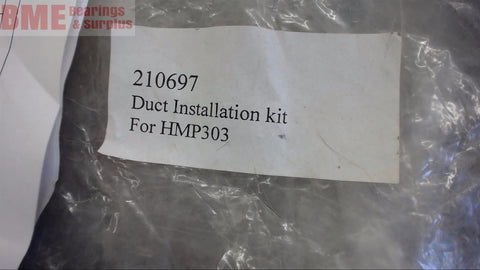 BME Bearings & Surplus
210697
Duct Installation kit
For HMP303